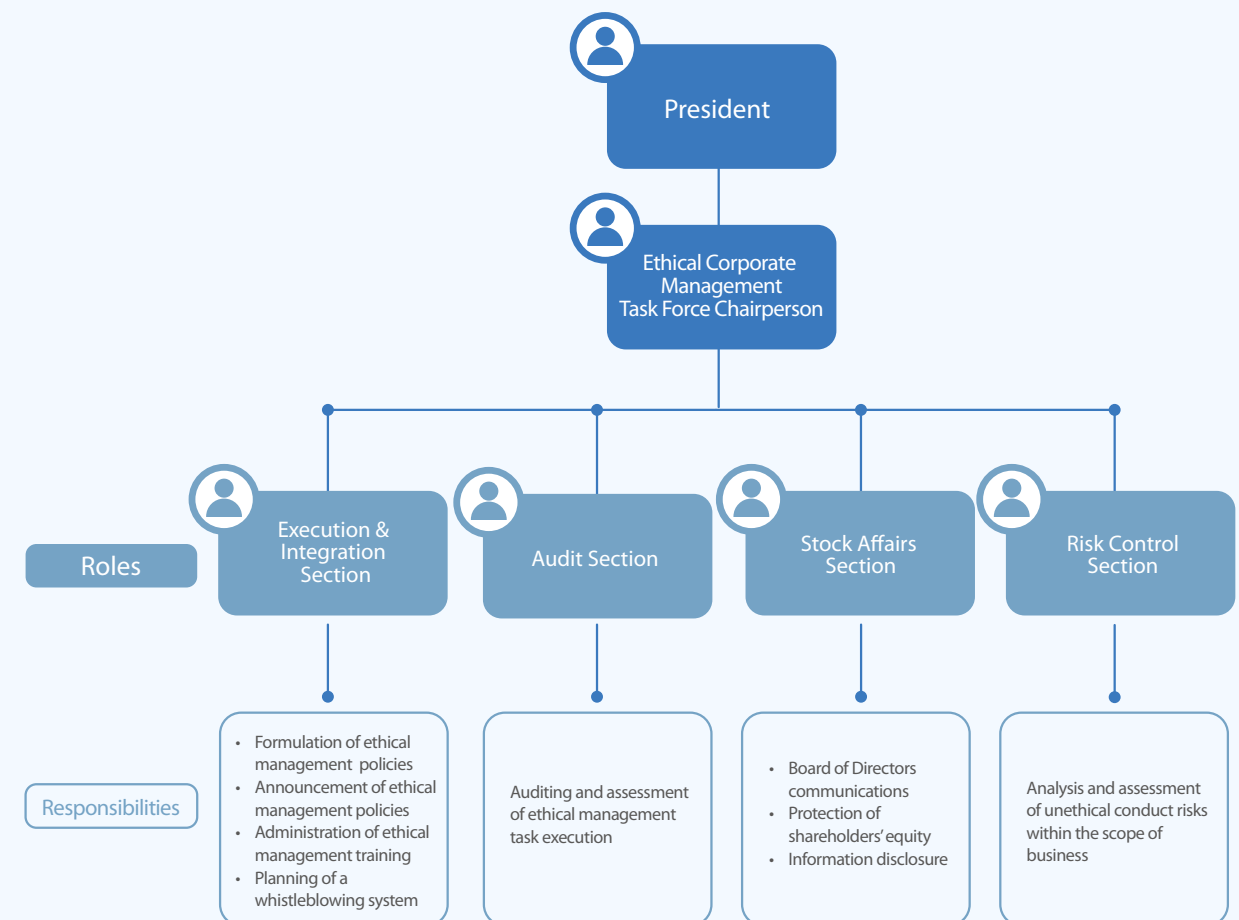 President
Ethical Corporate
Management
Task Force Chairperson
Roles
Execution &
Integration
Section
Audit Section
Stock Affairs
Section
Risk Control
Section
Responsibilities
• Formulation of ethical
management policies
• Announcement of ethical
management policies
• Administration of ethical
management training
• Planning of a
whistleblowing system
Auditing and assessment
of ethical management
task execution
• Board of Directors
communications
• Protection of
shareholders' equity
• Information disclosure
Analysis and assessment
of unethical conduct risks
within the scope of
business